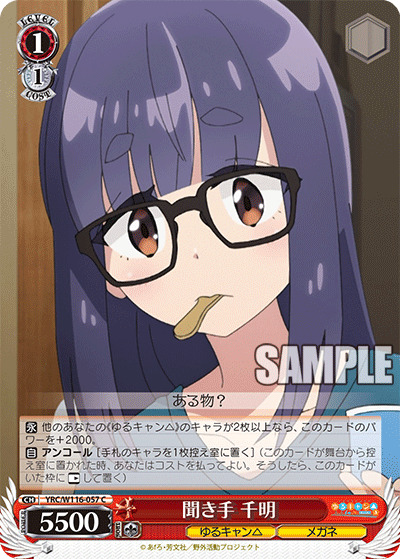 LEVEL
1
1
COST
SAMPLE
ある物？
永 他のあなたの《ゆるキャン△》のキャラが2枚以上なら、このカードのパ
ワーを+2000。
自 アンコール [手札のキャラを1枚控え室に置く] (このカードが舞台から控
え室に置かれた時、あなたはコストを払ってよい。そうしたら、このカード
がいた枠に レスト して置く)
CH YRC/W116-057 C
5500
聞き手 千明
ゆるキャン△
メガネ
©あfろ・芳文社／野外活動プロジェクト